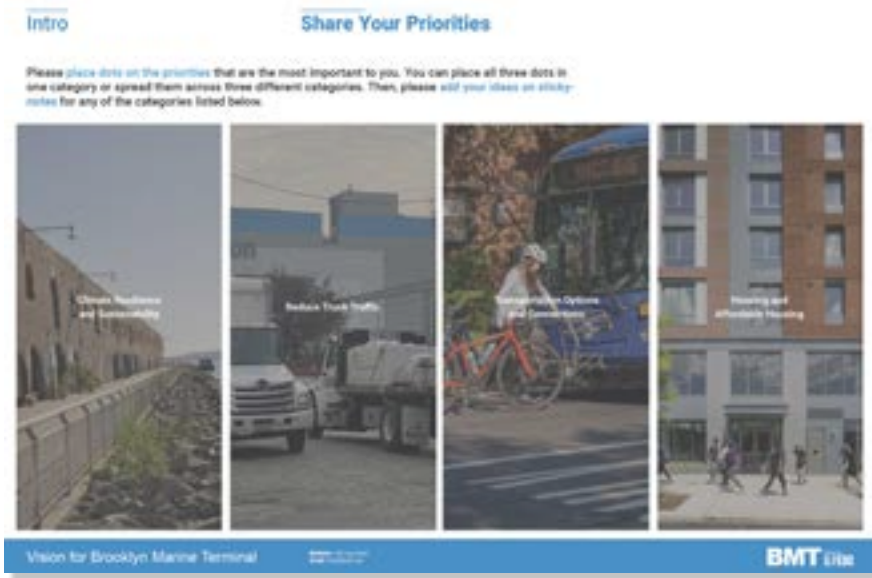 Intro
Share Your Priorities
Please place dots on the priorities that are the most important to you. You can place all three dots in
one category or spread them across three different categories. Then, please add your ideas on sticky-
notes for any of the categories listed below.
Climate Resilience
and Sustainability
Reduce Truck Traffic
Transportation Options
and Connections
Housing and
Affordable Housing
Vision for Brooklyn Marine Terminal
BMT